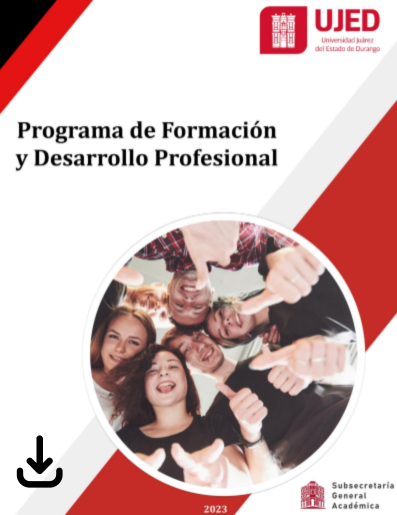 UJED
Universidad Juárez
del Estado de Durango
Programa de Formación
y Desarrollo Profesional
2023
Subsecretaría
General
Académica